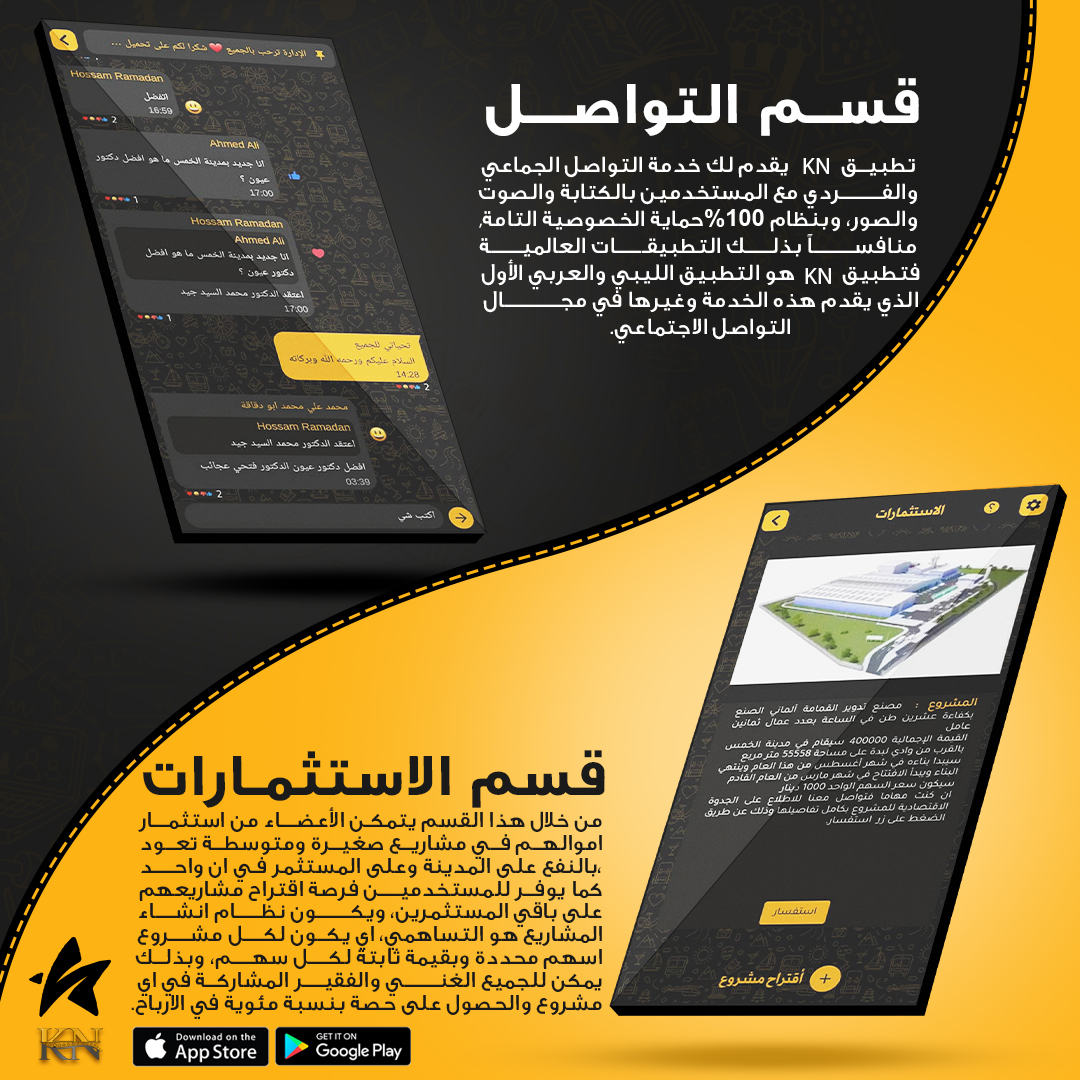 الإدارة ترحب بالجميع ❤️ شكرا لكم على تحميل ...
Hossam Ramadan
اتفضل
16:59
2
Ahmed Ali
انا جديد بمدينة الخمس ما هو افضل دكتور
عيون ؟
17:00
1
Hossam Ramadan
Ahmed Ali
انا جديد بمدينة الخمس ما هو افضل
دكتور عيون ؟
اعتقد الدكتور محمد السيد جيد
17:00
1
تحياتي للجميع
السلام عليكم ورحمه الله وبركاته
14:28
2
محمد علي محمد ابو دقاقة
Hossam Ramadan
اعتقد الدكتور محمد السيد جيد
افضل دكتور عيون الدكتور فتحي عجائب
03:39
2
اكتب شي
قسم التواصل
تطبيق KN يقدم لك خدمة التواصل الجماعي
والفردي مع المستخدمين بالكتابة والصوت
والصور، وبنظام 100% حماية الخصوصية التامة,
منافساً بذلك التطبيقات العالمية
فتطبيق KN هو التطبيق الليبي والعربي الأول
الذي يقدم هذه الخدمة وغيرها في مجال
التواصل الاجتماعي.
الاستثمارات
؟
المشروع : مصنع تدوير القمامة ألماني الصنع
بكفاءة عشرين طن في الساعة بعدد عمال ثمانين
عامل
القيمة الإجمالية 400000 سيقام في مدينة الخمس
بالقرب من وادي لبدة على مساحة 55558 متر مربع
سيبدا بناءه في شهر أغسطس من هذا العام وينتهي
البناء ويبدأ الافتتاح في شهر مارس من العام القادم
سيكون سعر السهم الواحد 1000 دينار
ان كنت مهاما فتواصل معنا للاطلاع على الجدوة
الاقتصادية للمشروع بكامل تفاصيلها وذلك عن طريق
الضغط على زر استفسار.
استفسار
أقتراح مشروع +
قسم الاستثمارات
من خلال هذا القسم يتمكن الأعضاء من استثمار
اموالهم في مشاريع صغيرة ومتوسطة تعود
بالنفع على المدينة وعلى المستثمر في ان واحد،
كما يوفر للمستخدمين فرصة اقتراح مشاريعهم
على باقي المستثمرين، ويكون نظام انشاء
المشاريع هو التساهمي، اي يكون لكل مشروع
اسهم محددة وبقيمة ثابتة لكل سهم، وبذلك
يمكن للجميع الغني والفقير المشاركة في اي
مشروع والحصول على حصة بنسبة مئوية في الارباح.
KN
Download on the
App Store
GET IT ON
Google Play